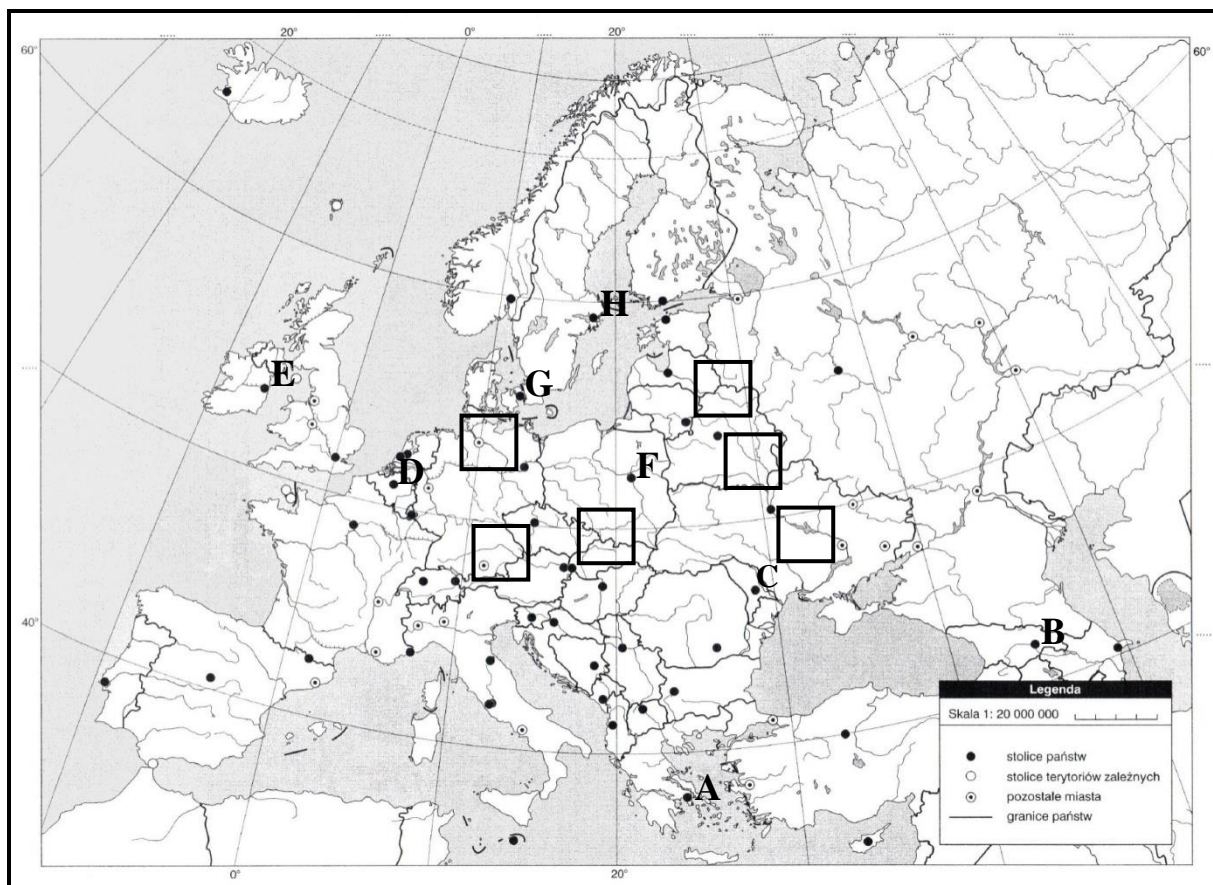 20° 0° 20°
60° 60°
H
E
G
D
F
C
40°
B
Legenda
Skala 1: 20 000 000
stolice państw
stolice terytoriów zależnych
pozostałe miasta
granice państw
A
0° 20°